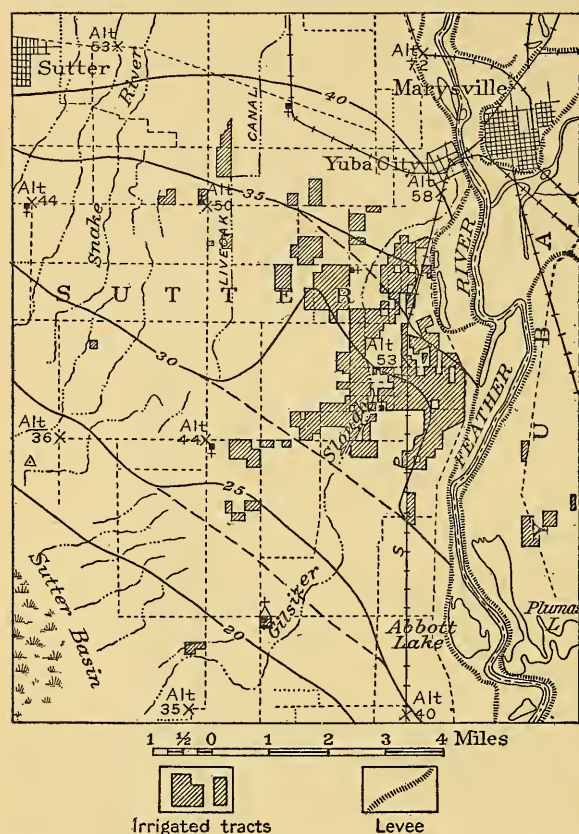 Alt
53
Sutter
River
Alt
72
Marysville
CANAL
40
Yuba City
Alt
58
35
Alt
44
Alt
50
Snake
LIVEOAK
RIVER
A
S U T T E R
B
30
Alt
53
FEATHER
U
Alt
36
Alt
44
Slough
P
25
S
Sutter Basin
20
Gilsizer
Abbott
Lake
Plumas
L
Alt
35
Alt
40
1 ½ 0 1 2 3 4 Miles
Irrigated tracts
Levee